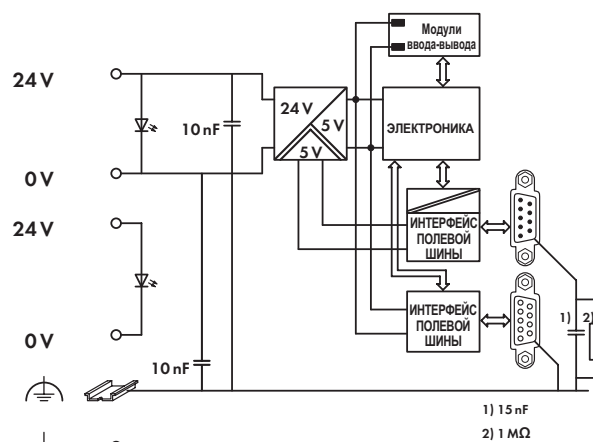 Модули
ввода-вывода
24 V
24 V
5 V
5 V
10 nF
ЭЛЕКТРОНИКА
0 V
24 V
ИНТЕРФЕЙС
ПОЛЕВОЙ
ШИНЫ
ИНТЕРФЕЙС
ПОЛЕВОЙ
ШИНЫ
1)
2)
0 V
10 nF
1) 15 nF
2) 1 MΩ